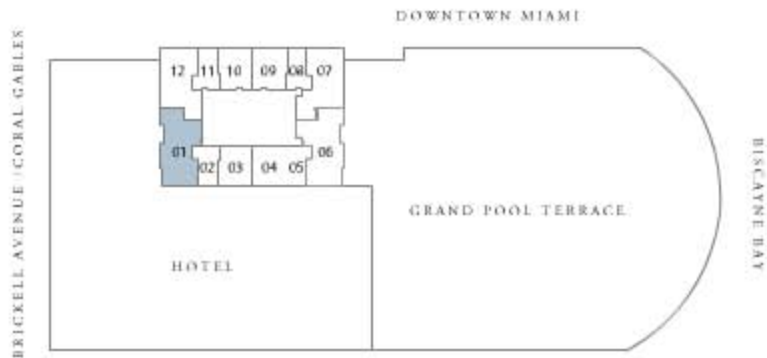 DOWNTOWN MIAMI
BRICKELL AVENUE | CORAL GABLES
12 11 10 09 08 07
01 06
02 03 04 05
GRAND POOL TERRACE
HOTEL
BISCAYNE BAY